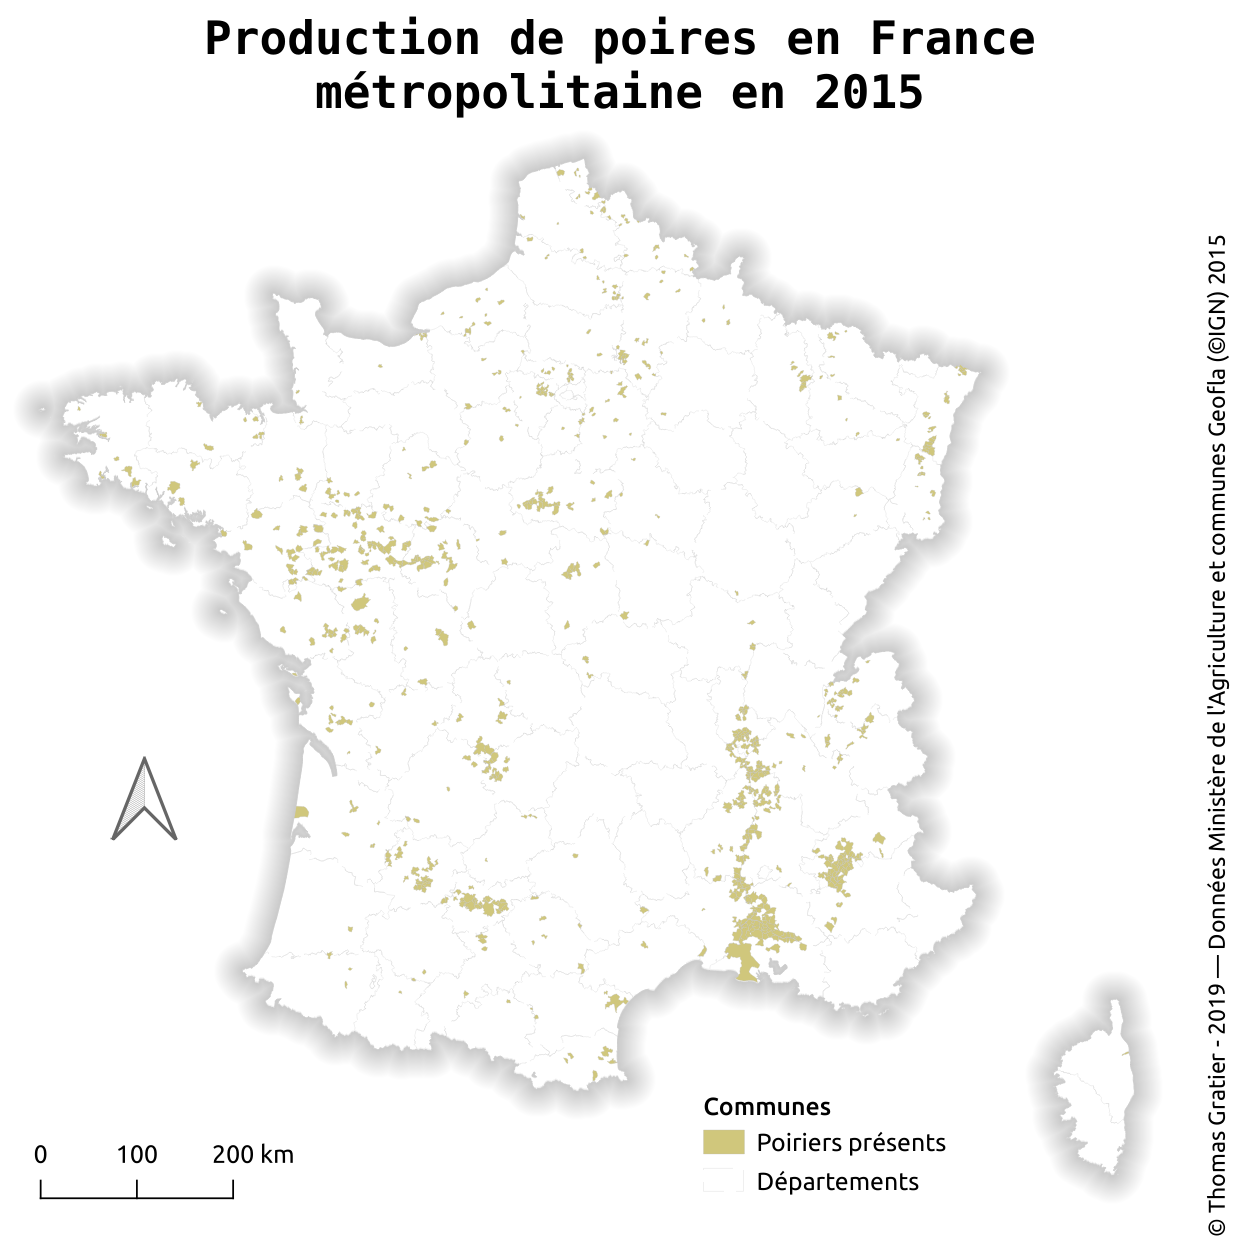 Production de poires en France
métropolitaine en 2015
© Thomas Gratier - 2019 — Données Ministère de l'Agriculture et communes Geofla (©IGN) 2015
Communes
Poiriers présents
Départements
0 100 200 km